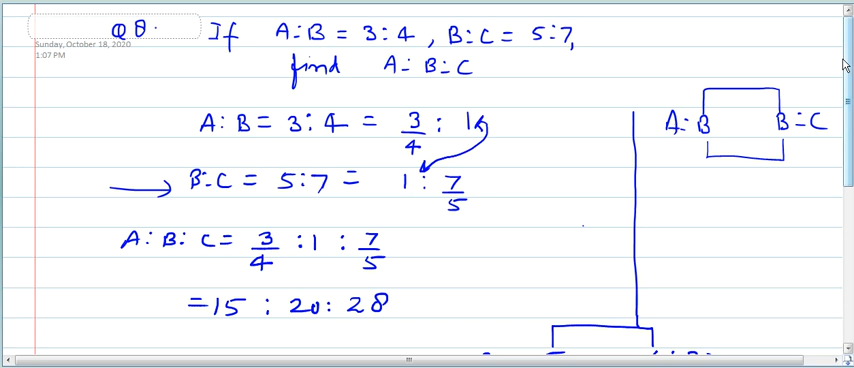 Q8. If A:B = 3:4, B:C = 5:7,
Sunday, October 18, 2020
1:07 PM
find A:B:C
A:B = 3:4 = 3/4 : 1
A:B B:C
B:C = 5:7 = 1 : 7/5
A:B:C = 3/4 : 1 : 7/5
= 15 : 20 : 28